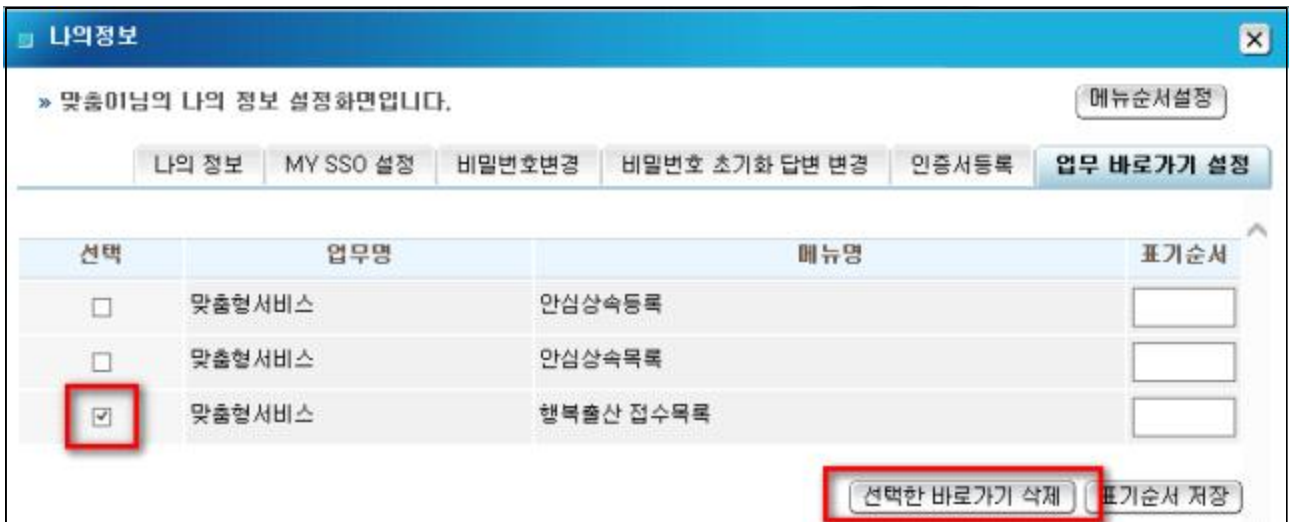 나의정보
» 맞춤01님의 나의 정보 설정화면입니다.
메뉴순서설정
나의 정보 MY SSO 설정 비밀번호변경 비밀번호 초기화 답변 변경 인증서등록 업무 바로가기 설정
선택 업무명 메뉴명 표기순서
맞춤형서비스 안심상속등록
맞춤형서비스 안심상속목록
맞춤형서비스 행복출산 접수목록
선택한 바로가기 삭제 표기순서 저장